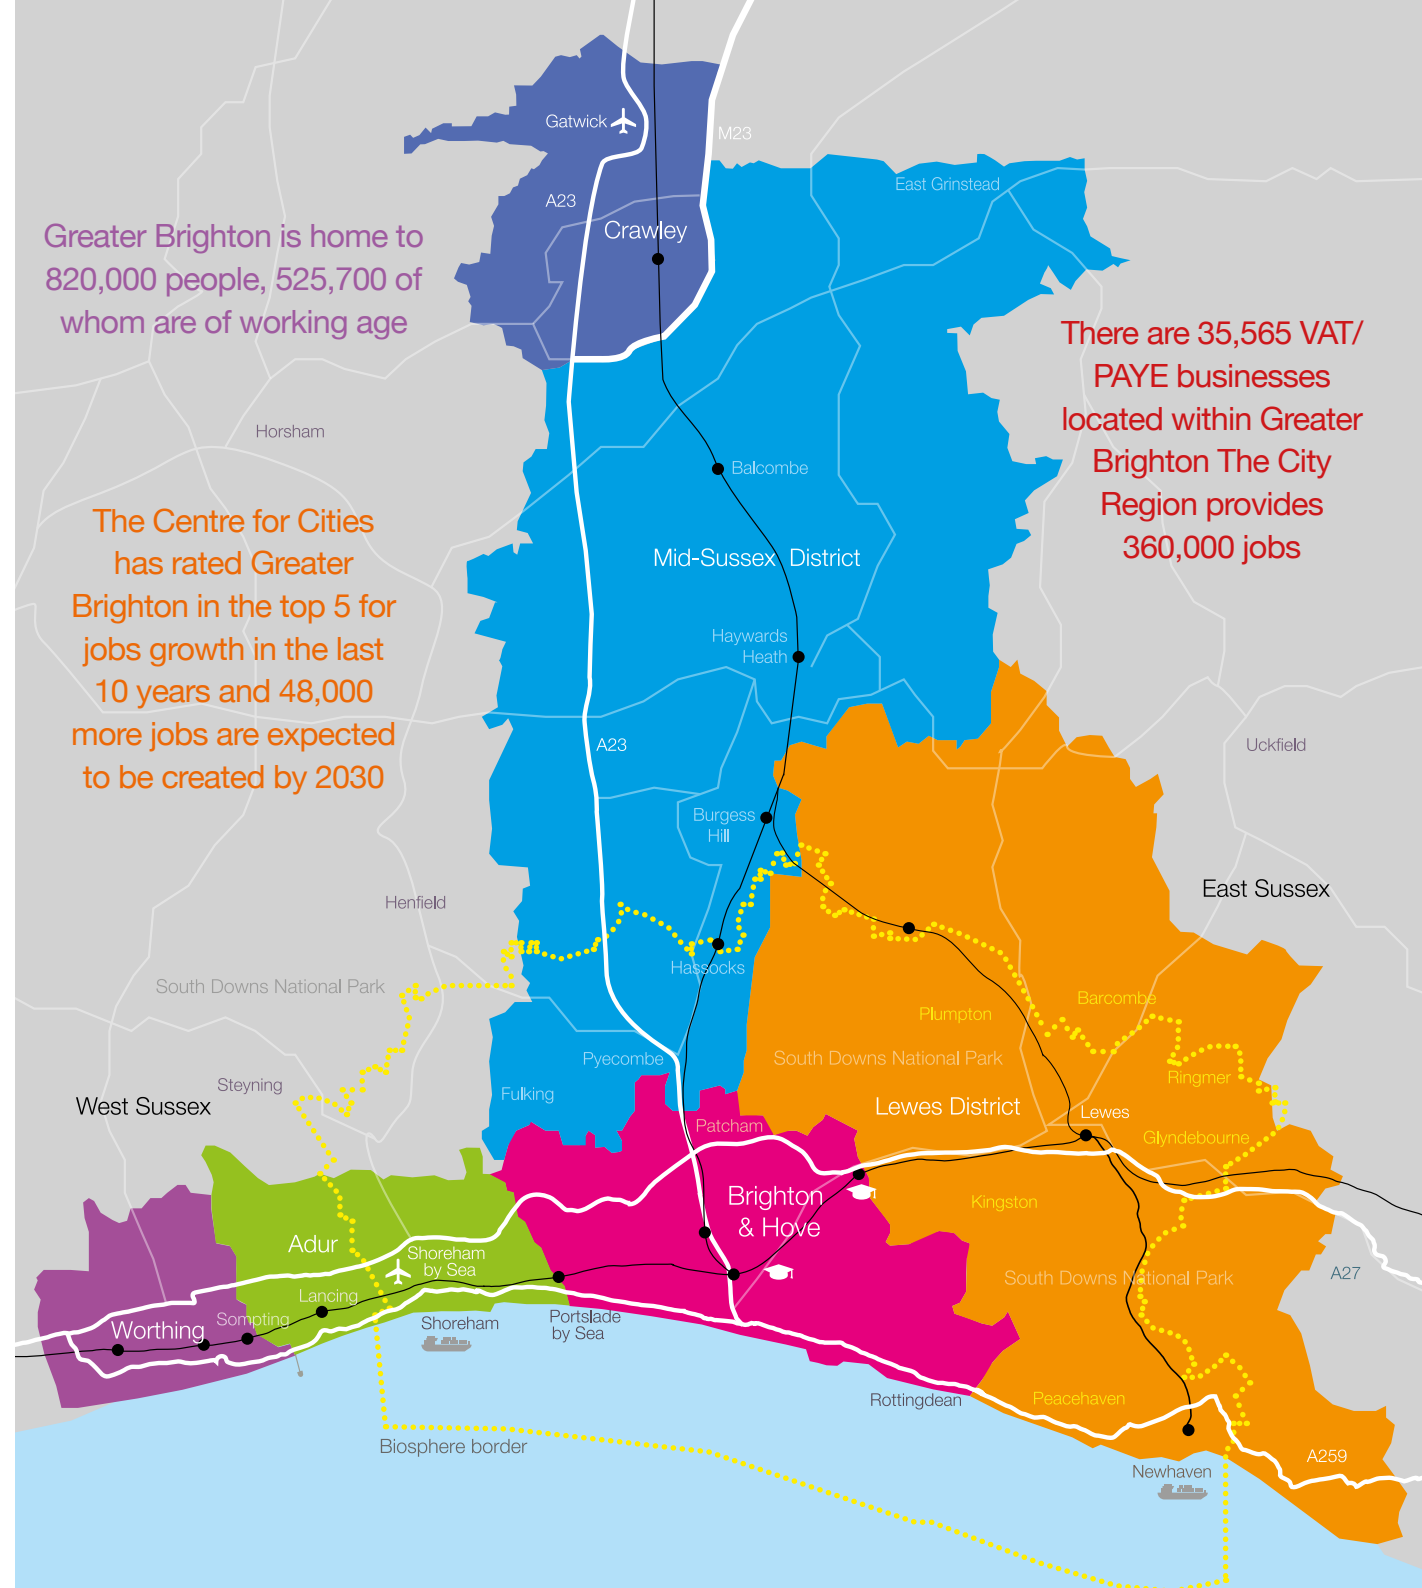 Gatwick
M23
East Grinstead
A23
Crawley
Greater Brighton is home to
820,000 people, 525,700 of
whom are of working age
There are 35,565 VAT/
PAYE businesses
located within Greater
Brighton The City
Region provides
360,000 jobs
Horsham
Balcombe
The Centre for Cities
has rated Greater
Brighton in the top 5 for
jobs growth in the last
10 years and 48,000
more jobs are expected
to be created by 2030
Mid-Sussex District
Haywards
Heath
A23
Uckfield
Burgess
Hill
East Sussex
Henfield
Hassocks
South Downs National Park
Barcombe
Plumpton
Pyecombe
South Downs National Park
Ringmer
Steyning
Fulking
West Sussex
Lewes District
Lewes
Patcham
Glyndebourne
Brighton
& Hove
Kingston
Adur
Shoreham
by Sea
South Downs National Park
A27
Lancing
Sompting
Worthing
Shoreham
Portslade
by Sea
Rottingdean
Peacehaven
Biosphere border
A259
Newhaven